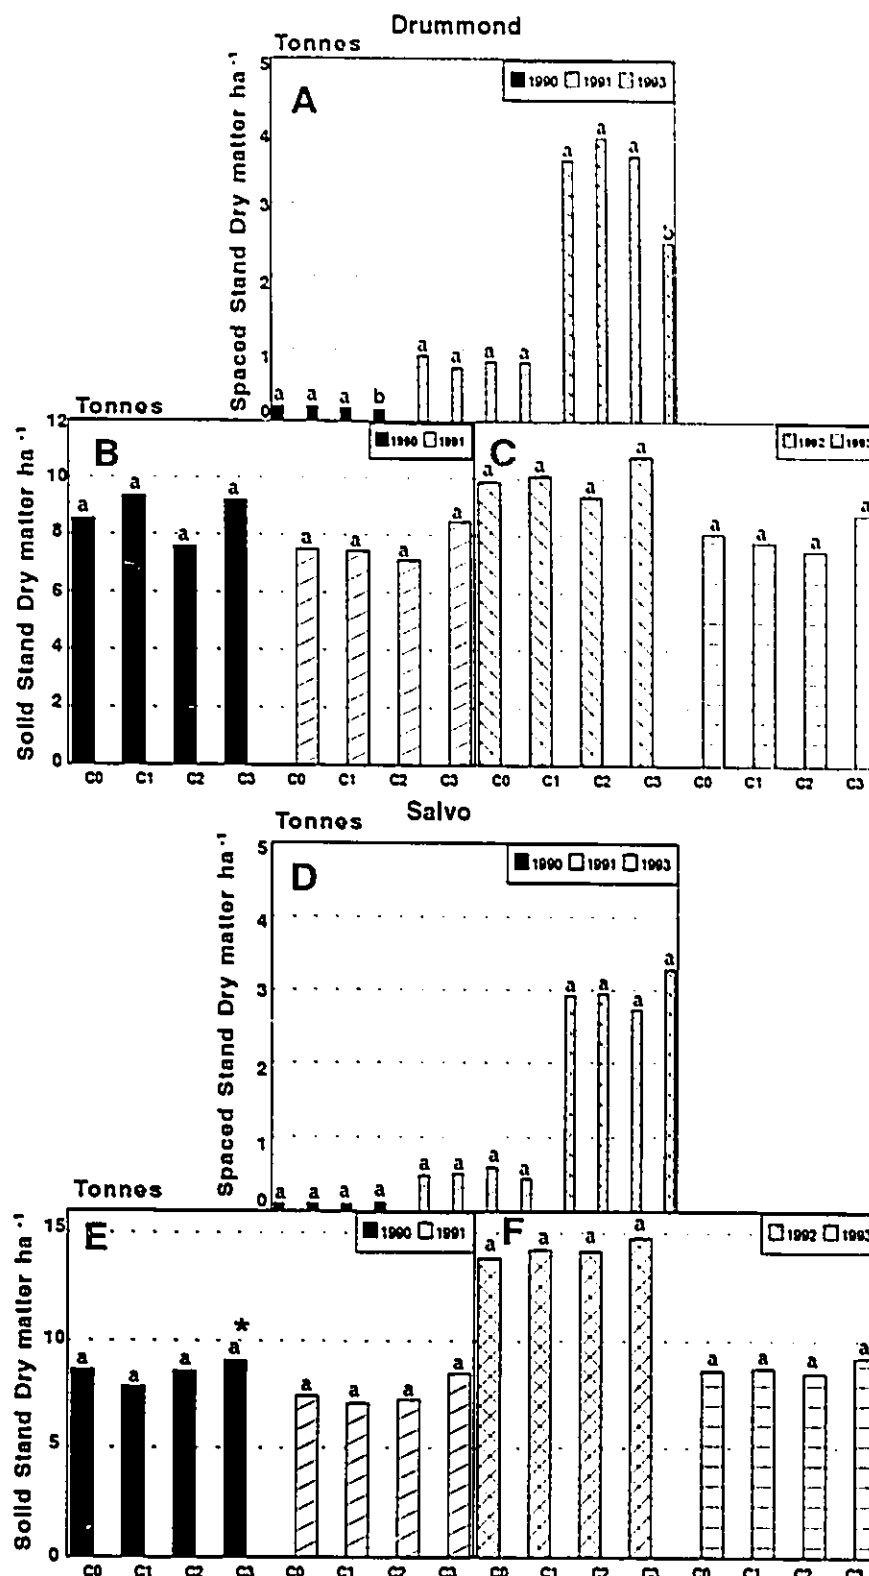 Drummond
Tonnes
Spaced Stand Dry matter ha -1
5
4
3
2
1
0
A
1990 1991 1993
a a a b a a a a a a a b
Tonnes
Solid Stand Dry matter ha -1
12
10
8
6
4
2
0
B
1990 1991
a a a a a a a a
C
1992 1993
a a a a a a a a
C0 C1 C2 C3 C0 C1 C2 C3 C0 C1 C2 C3 C0 C1 C2 C3
Salvo
Tonnes
Spaced Stand Dry matter ha -1
5
4
3
2
1
0
D
1990 1991 1993
a a a a a a a a a a a a
Tonnes
Solid Stand Dry matter ha -1
15
10
5
0
E
1990 1991
a a a a* a a a a
F
1992 1993
a a a a a a a a
C0 C1 C2 C3 C0 C1 C2 C3 C0 C1 C2 C3 C0 C1 C2 C3